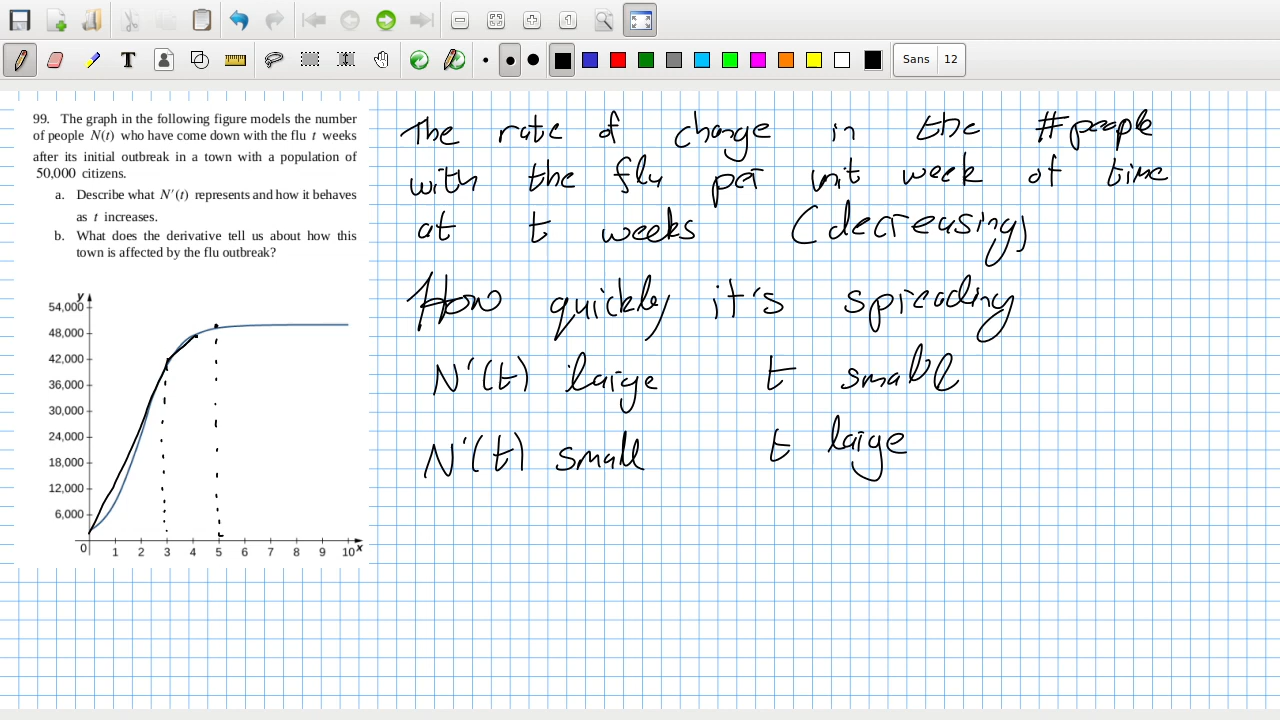 Sans 12
99. The graph in the following figure models the number
of people N(t) who have come down with the flu t weeks
after its initial outbreak in a town with a population of
50,000 citizens.
a. Describe what N′(t) represents and how it behaves
as t increases.
b. What does the derivative tell us about how this
town is affected by the flu outbreak?
y
54,000
48,000
42,000
36,000
30,000
24,000
18,000
12,000
6,000
0 1 2 3 4 5 6 7 8 9 10 x
The rate of change in the #people
with the flu per unit week of time
at t weeks (decreasing)
How quickly it's spreading
N'(t) large t small
N'(t) small t large